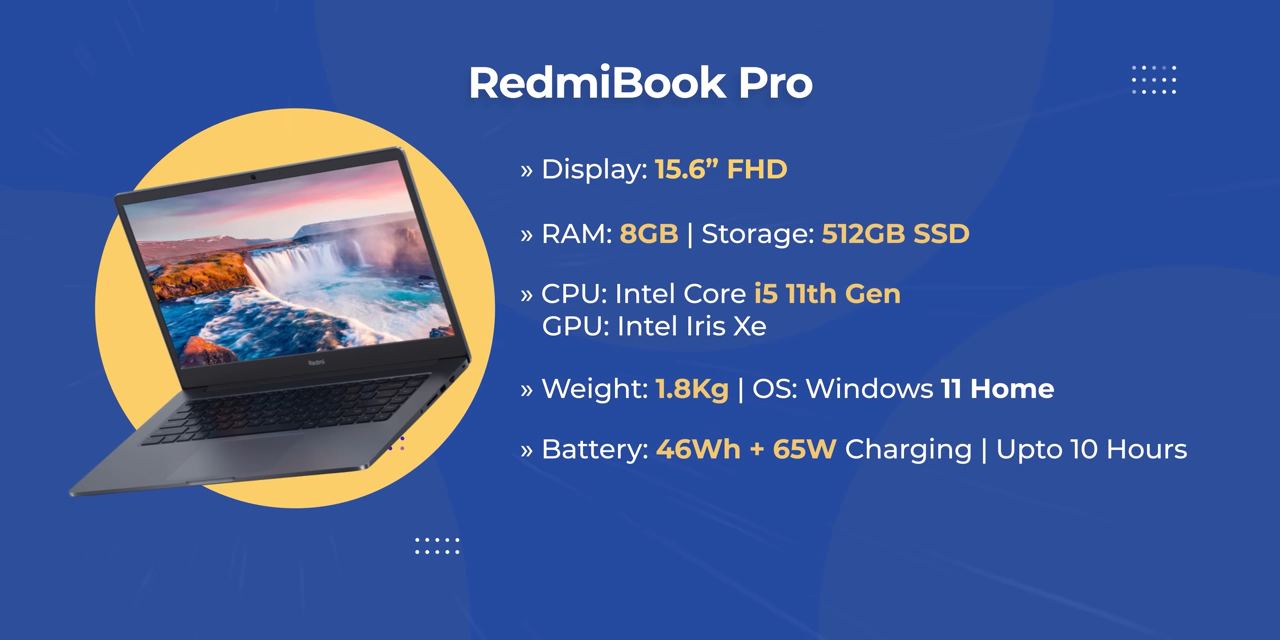 RedmiBook Pro
» Display: 15.6” FHD
» RAM: 8GB | Storage: 512GB SSD
» CPU: Intel Core i5 11th Gen
GPU: Intel Iris Xe
» Weight: 1.8Kg | OS: Windows 11 Home
» Battery: 46Wh + 65W Charging | Upto 10 Hours
Redmi